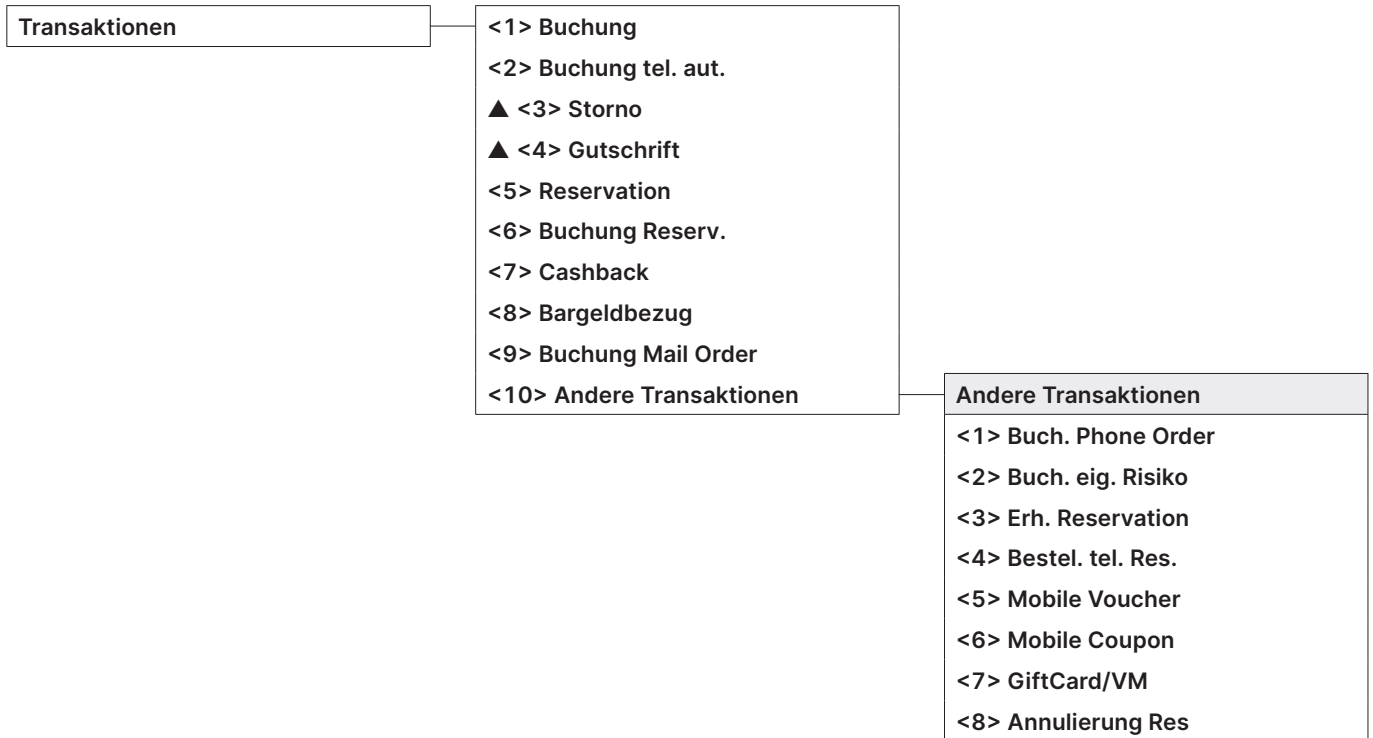 Transaktionen
<1> Buchung
<2> Buchung tel. aut.
▲ <3> Storno
▲ <4> Gutschrift
<5> Reservation
<6> Buchung Reserv.
<7> Cashback
<8> Bargeldbezug
<9> Buchung Mail Order
<10> Andere Transaktionen
Andere Transaktionen
<1> Buch. Phone Order
<2> Buch. eig. Risiko
<3> Erh. Reservation
<4> Bestel. tel. Res.
<5> Mobile Voucher
<6> Mobile Coupon
<7> GiftCard/VM
<8> Annulierung Res